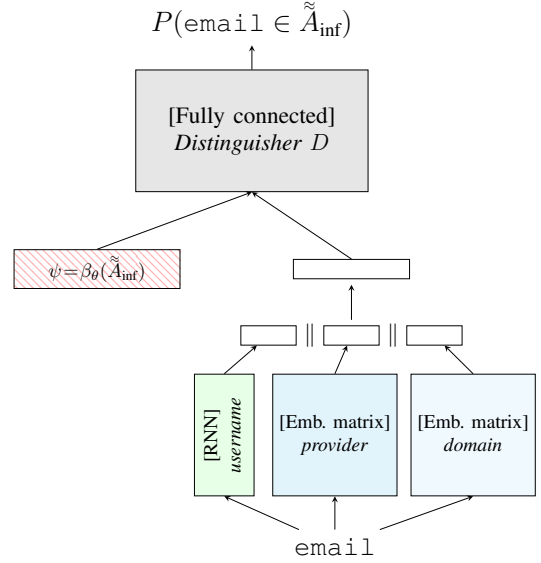 P(email ∈ Ã̃_inf)
[Fully connected]
Distinguisher D
ψ=β_θ(Ã̃_inf)
|| ||
[RNN]
username
[Emb. matrix]
provider
[Emb. matrix]
domain
email